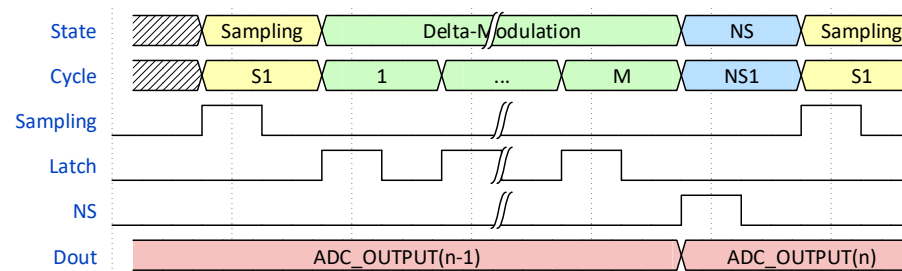 State Sampling Delta-Modulation NS Sampling
Cycle S1 1 ... M NS1 S1
Sampling
Latch
NS
Dout ADC_OUTPUT(n-1) ADC_OUTPUT(n)